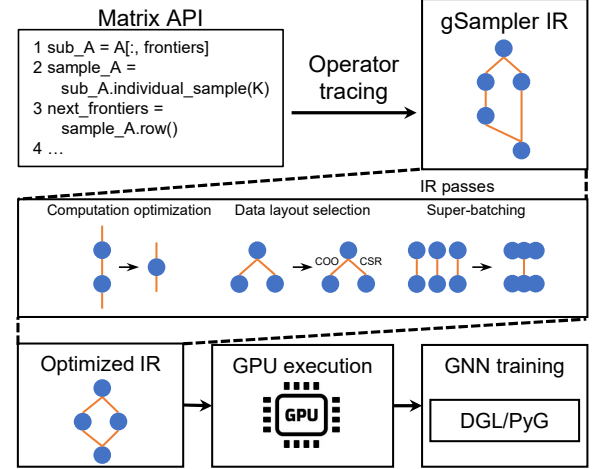 Matrix API
1 sub_A = A[:, frontiers]
2 sample_A =
sub_A.individual_sample(K)
3 next_frontiers =
sample_A.row()
4 ...
Operator
tracing
gSampler IR
IR passes
Computation optimization
Data layout selection
Super-batching
COO
CSR
Optimized IR
GPU execution
GPU
GNN training
DGL/PyG